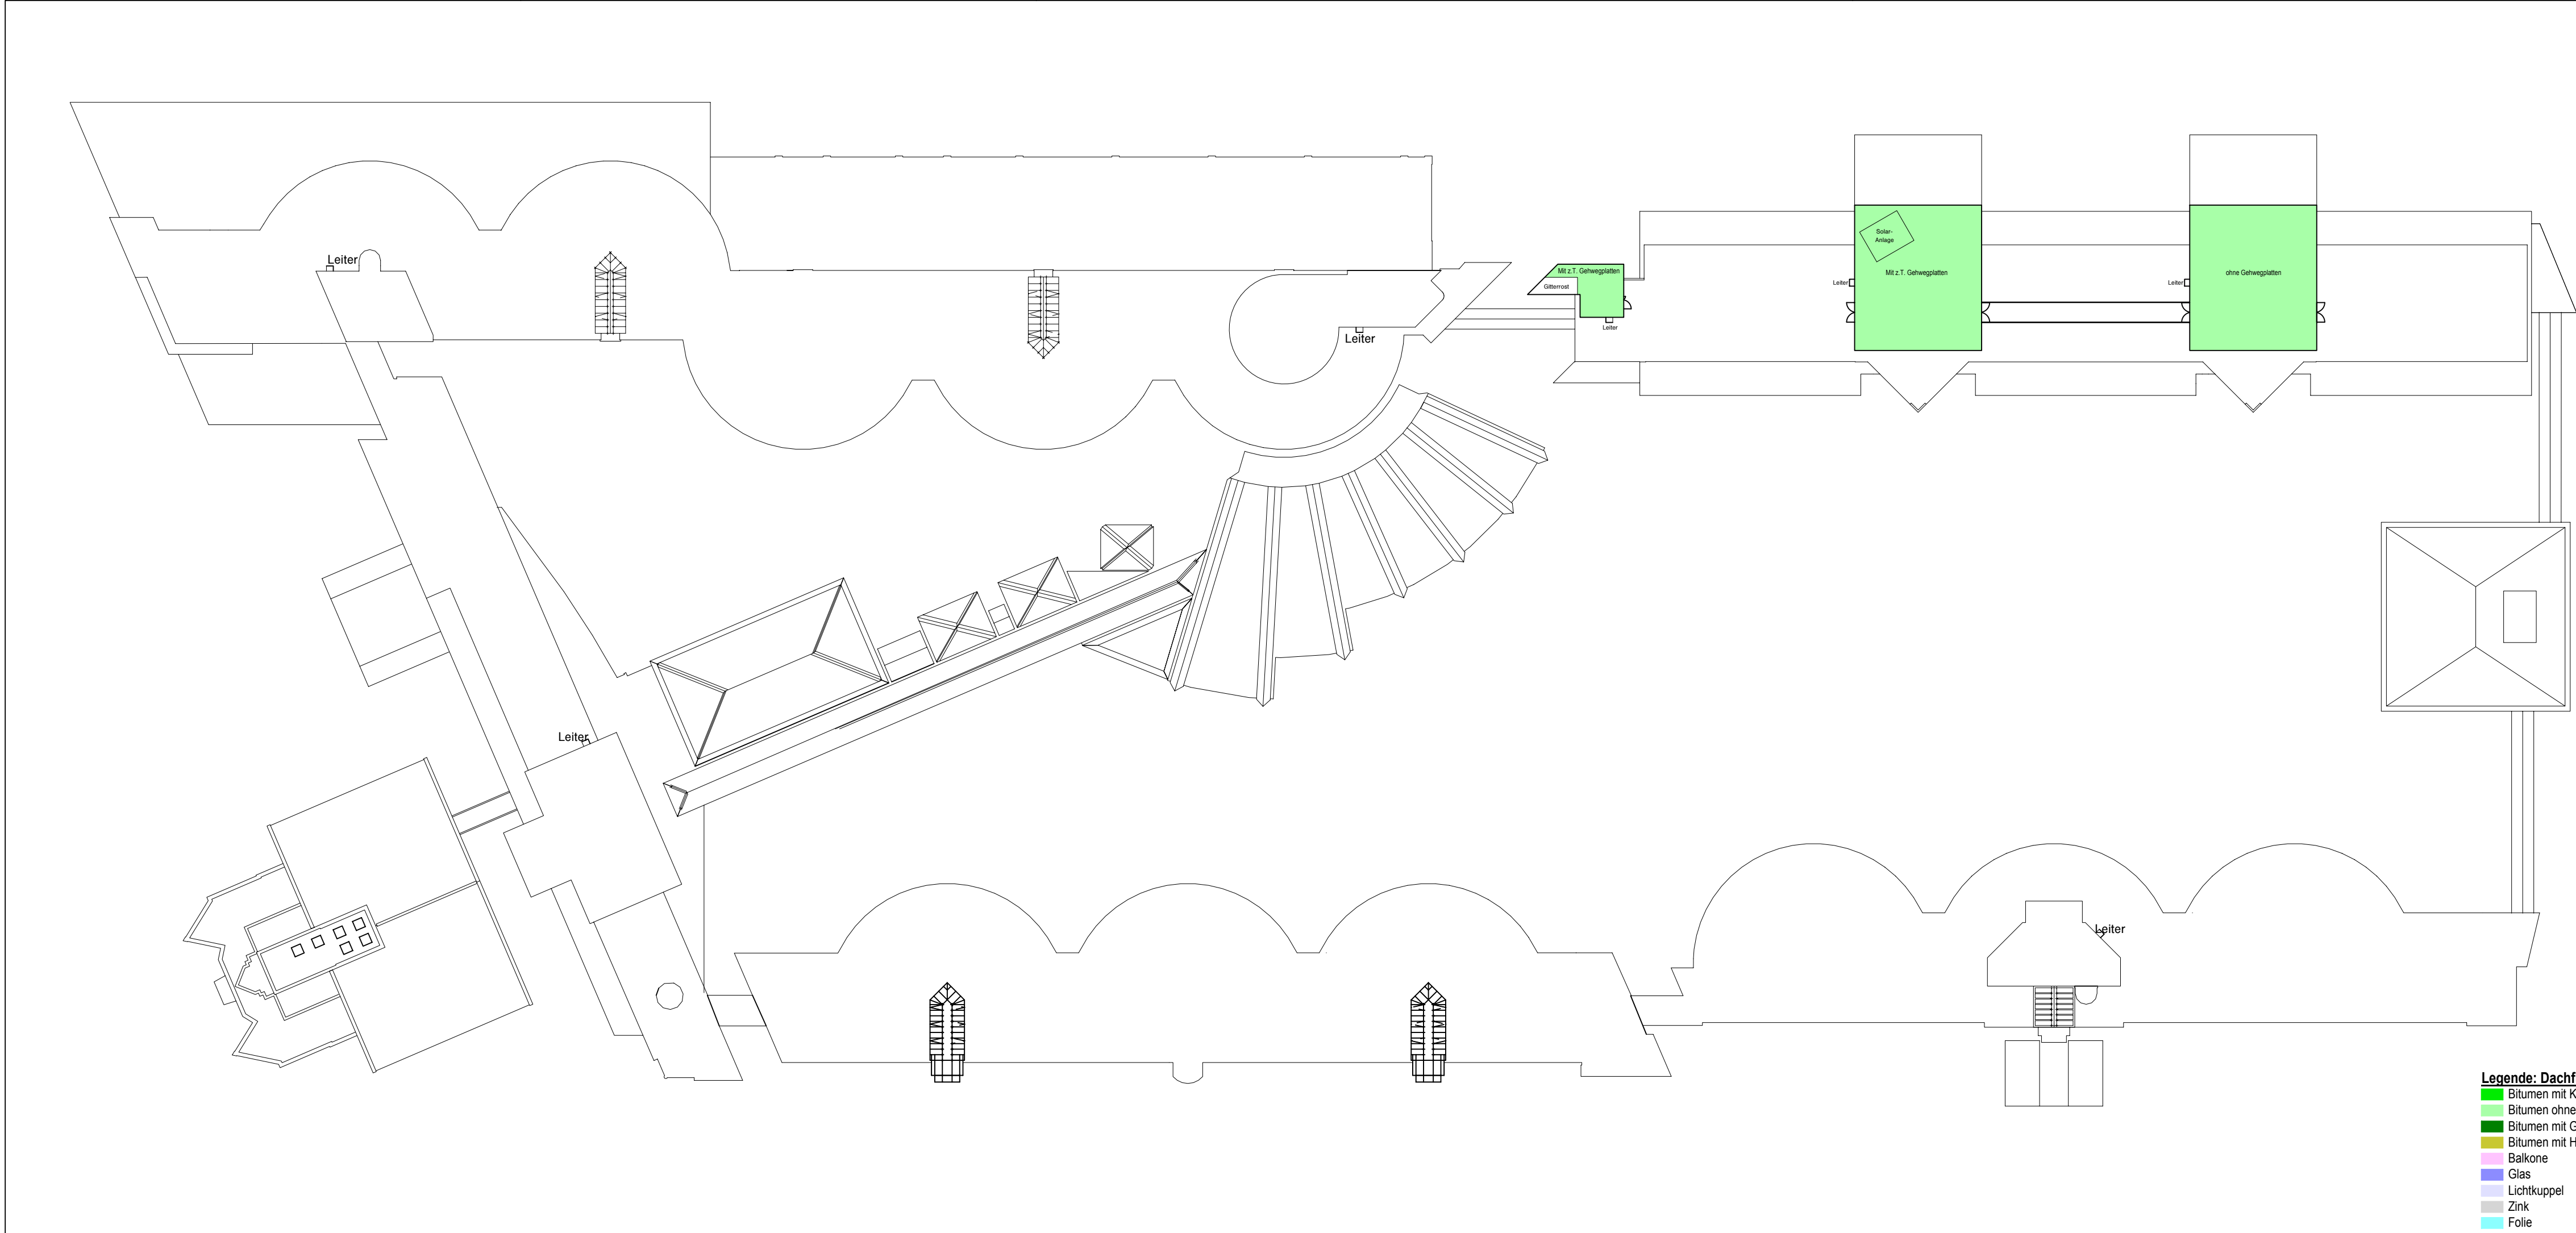 Leiter
Leiter
Mit z.T. Gehwegplatten
Gitterrost
Leiter
Solar-
Anlage
Mit z.T. Gehwegplatten
Leiter
ohne Gehwegplatten
Leiter
Leiter
Leiter
Legende: Dachf
Bitumen mit K
Bitumen ohne
Bitumen mit G
Bitumen mit H
Balkone
Glas
Lichtkuppel
Zink
Folie